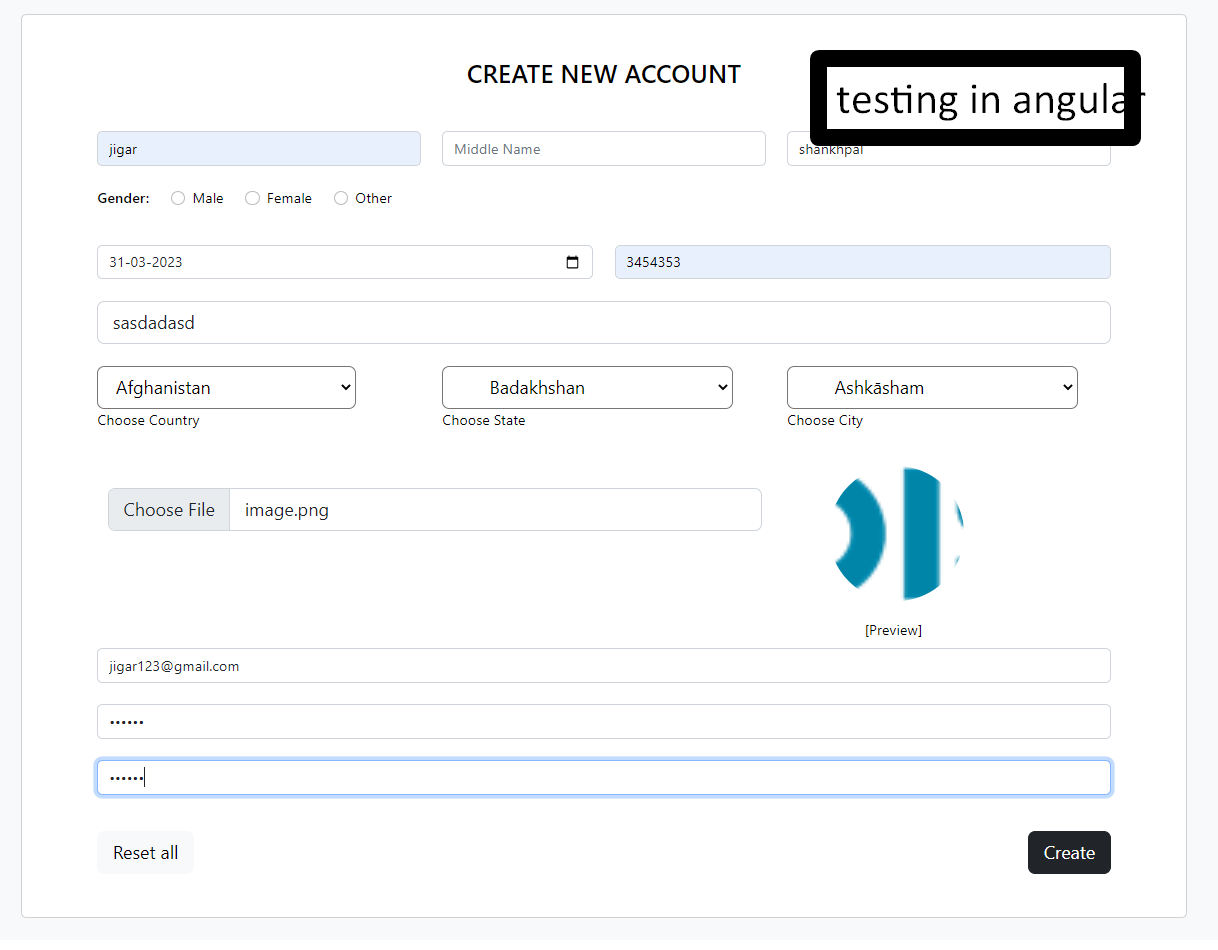 CREATE NEW ACCOUNT
testing in angular
jigar
Middle Name
shankhpal
Gender: Male Female Other
31-03-2023
3454353
sasdadasd
Afghanistan
Badakhshan
Ashkāsham
Choose Country
Choose State
Choose City
Choose File image.png
[Preview]
jigar123@gmail.com
••••••
••••••
Reset all
Create